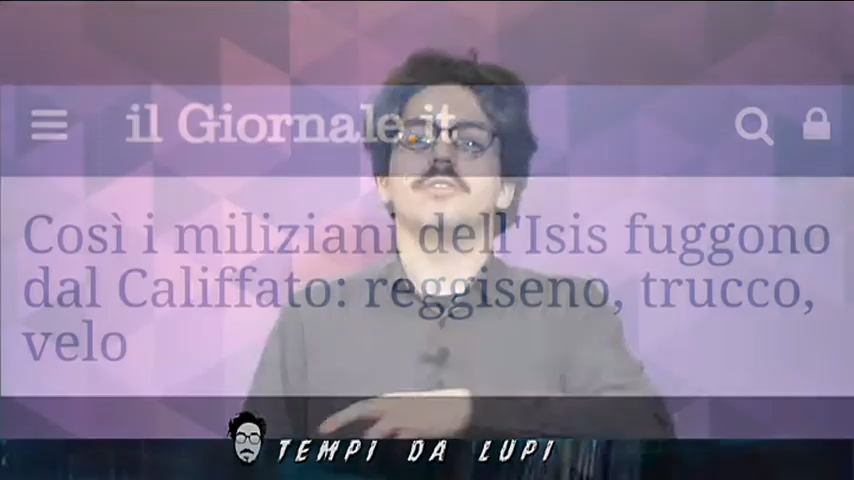 il Giornale.it
Così i miliziani dell'Isis fuggono
dal Califfato: reggiseno, trucco,
velo
TEMPI DA LUPI